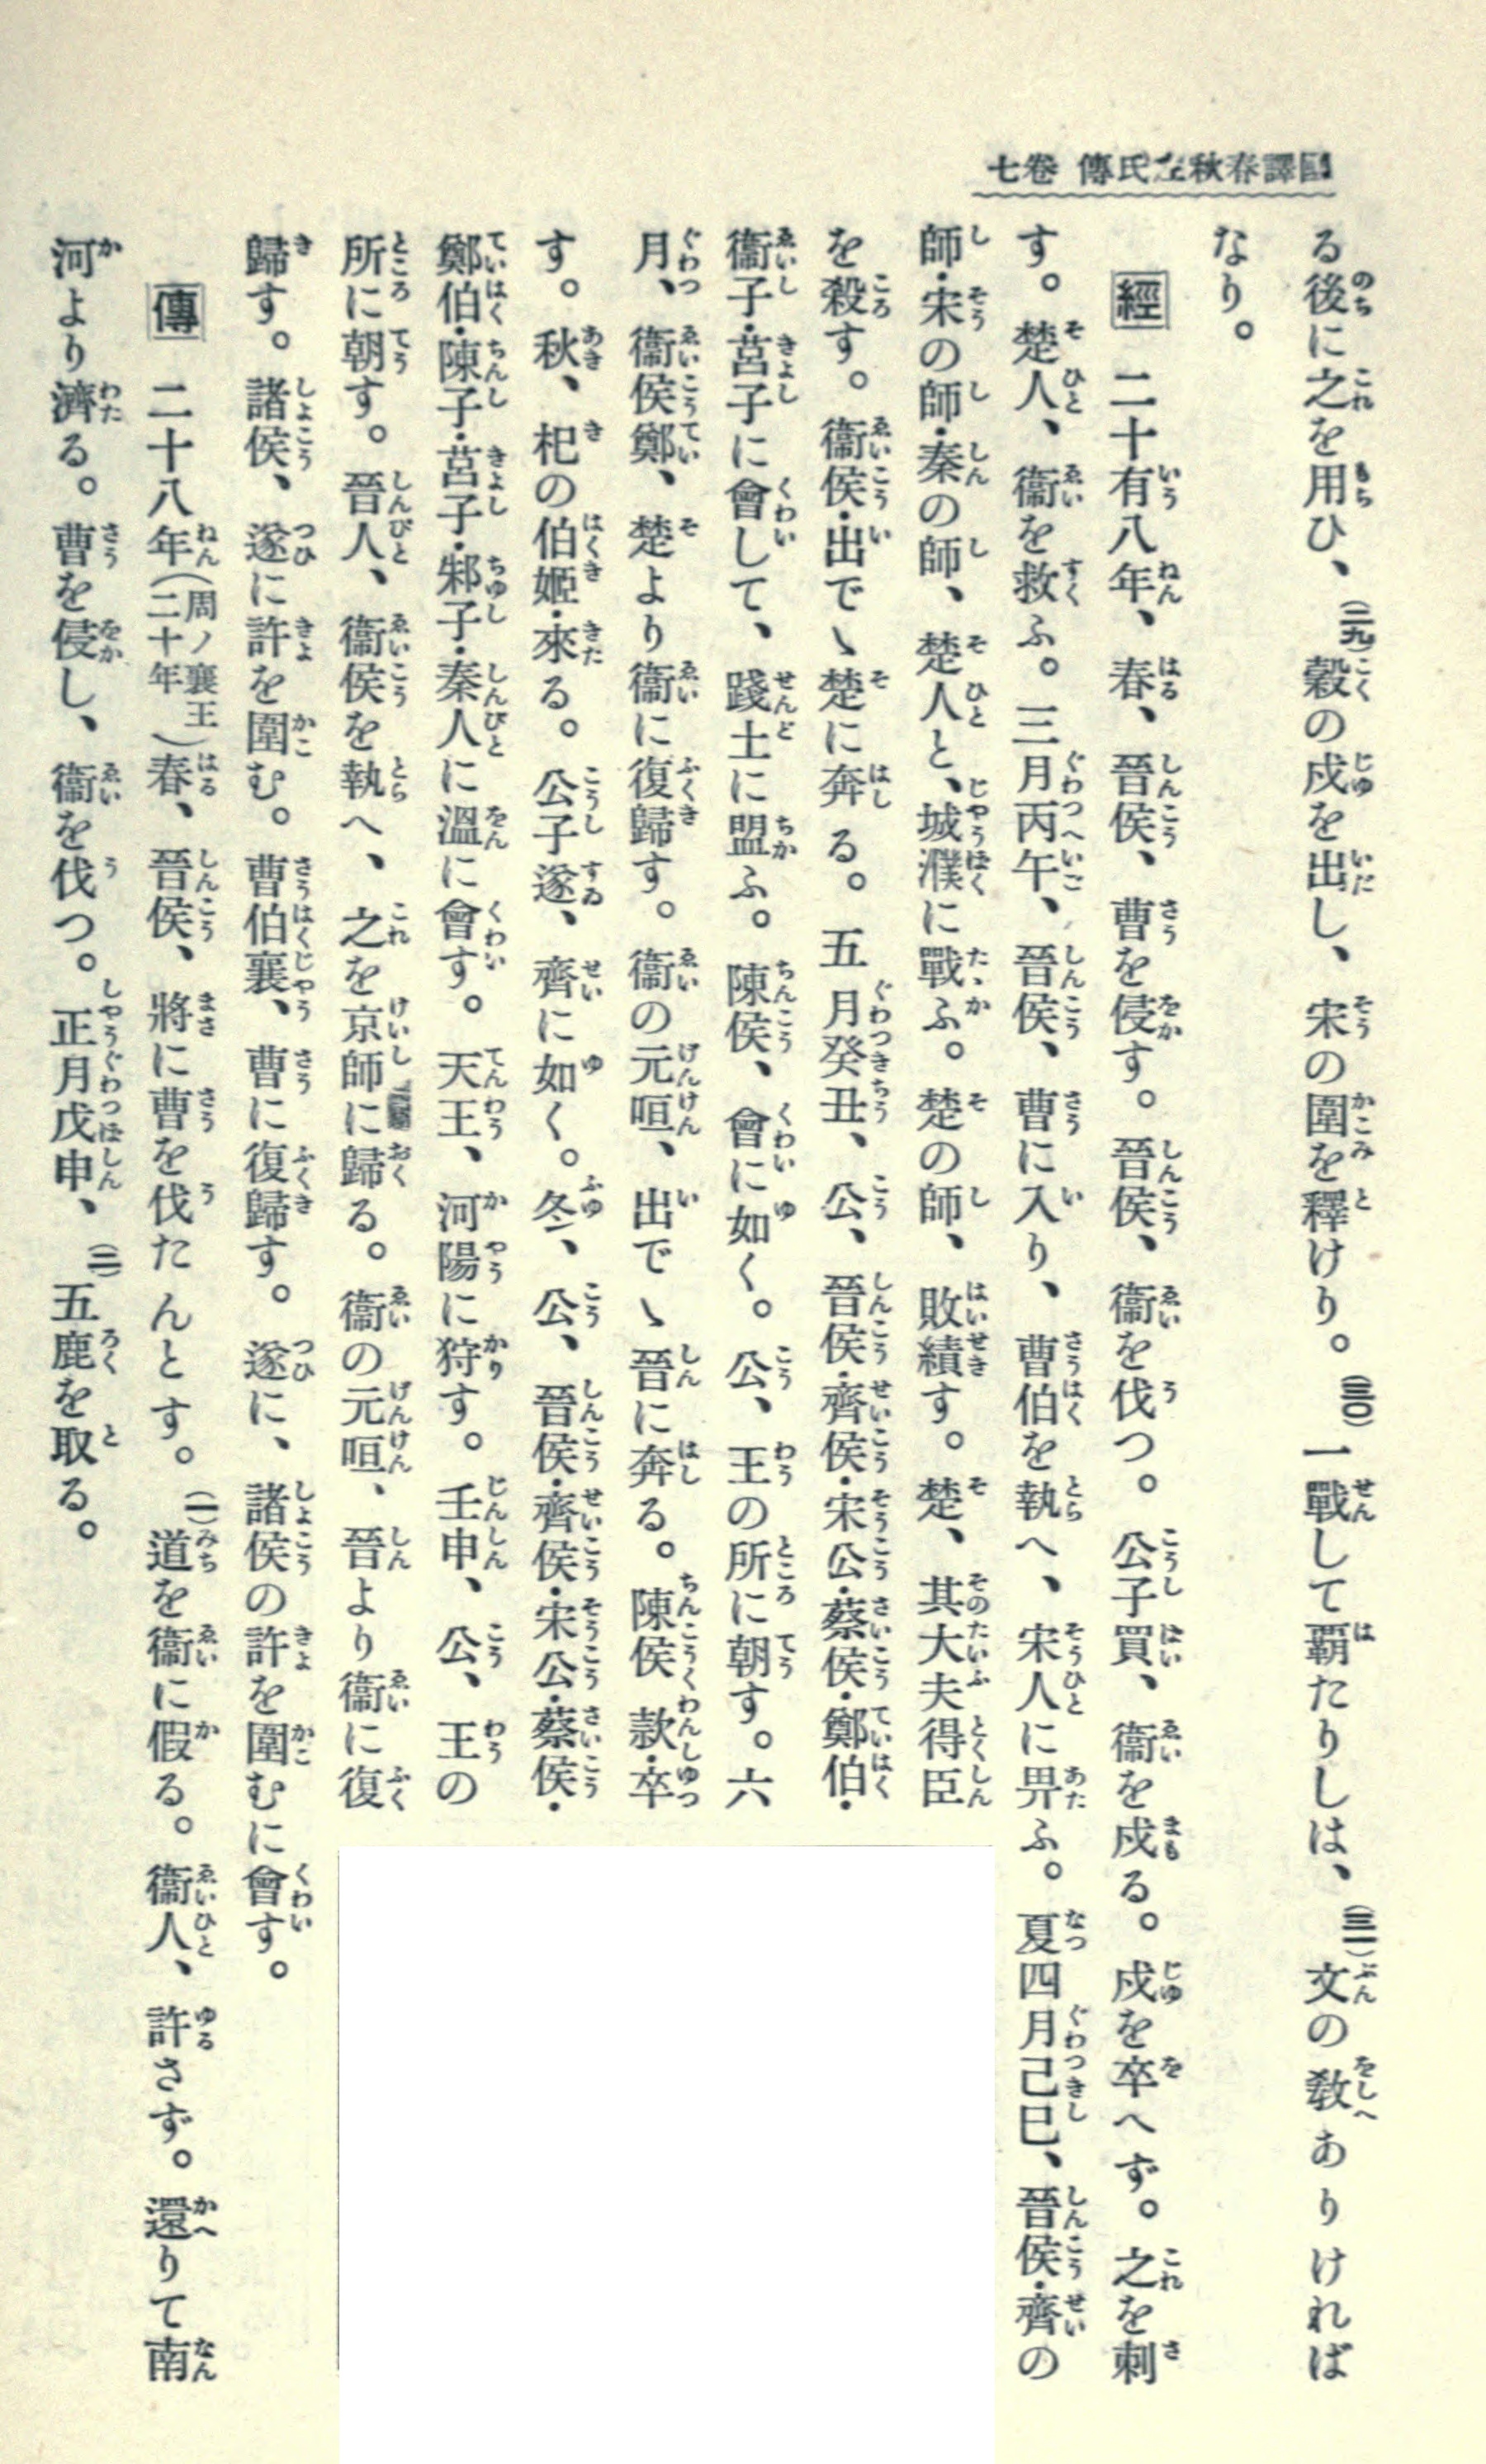 國譯春秋左氏傳 卷七
る後に之を用ひ、(二九)穀の戍を出し、宋の圍を釋けり。(三〇)一戰して覇たりしは、(三一)文の敎ありければ
なり。
經 二十有八年、春、晉侯、曹を侵す。晉侯、衞を伐つ。公子買、衞を戍る。戍を卒へず。之を刺
す。楚人、衞を救ふ。三月丙午、晉侯、曹に入り、曹伯を執へ、宋人に畀ふ。夏四月己巳、晉侯・齊の
師・宋の師・秦の師、楚人と、城濮に戰ふ。楚の師、敗績す。楚、其大夫得臣
を殺す。衞侯・出でゝ楚に奔る。五月癸丑、公、晉侯・齊侯・宋公・蔡侯・鄭伯・
衞子・莒子に會して、踐土に盟ふ。陳侯、會に如く。公、王の所に朝す。六
月、衞侯鄭、楚より衞に復歸す。衞の元咺、出でゝ晉に奔る。陳侯款・卒
す。秋、杞の伯姬・來る。公子遂、齊に如く。冬、公、晉侯・齊侯・宋公・蔡侯・
鄭伯・陳子・莒子・邾子・秦人に溫に會す。天王、河陽に狩す。壬申、公、王の
所に朝す。晉人、衞侯を執へ、之を京師に歸る。衞の元咺、晉より衞に復
歸す。諸侯、遂に許を圍む。曹伯襄、曹に復歸す。遂に、諸侯の許を圍むに會す。
傳 二十八年(周ノ襄王二十年)春、晉侯、將に曹を伐たんとす。(一)道を衞に假る。衞人、許さず。還りて南
河より濟る。曹を侵し、衞を伐つ。正月戊申、(二)五鹿を取る。